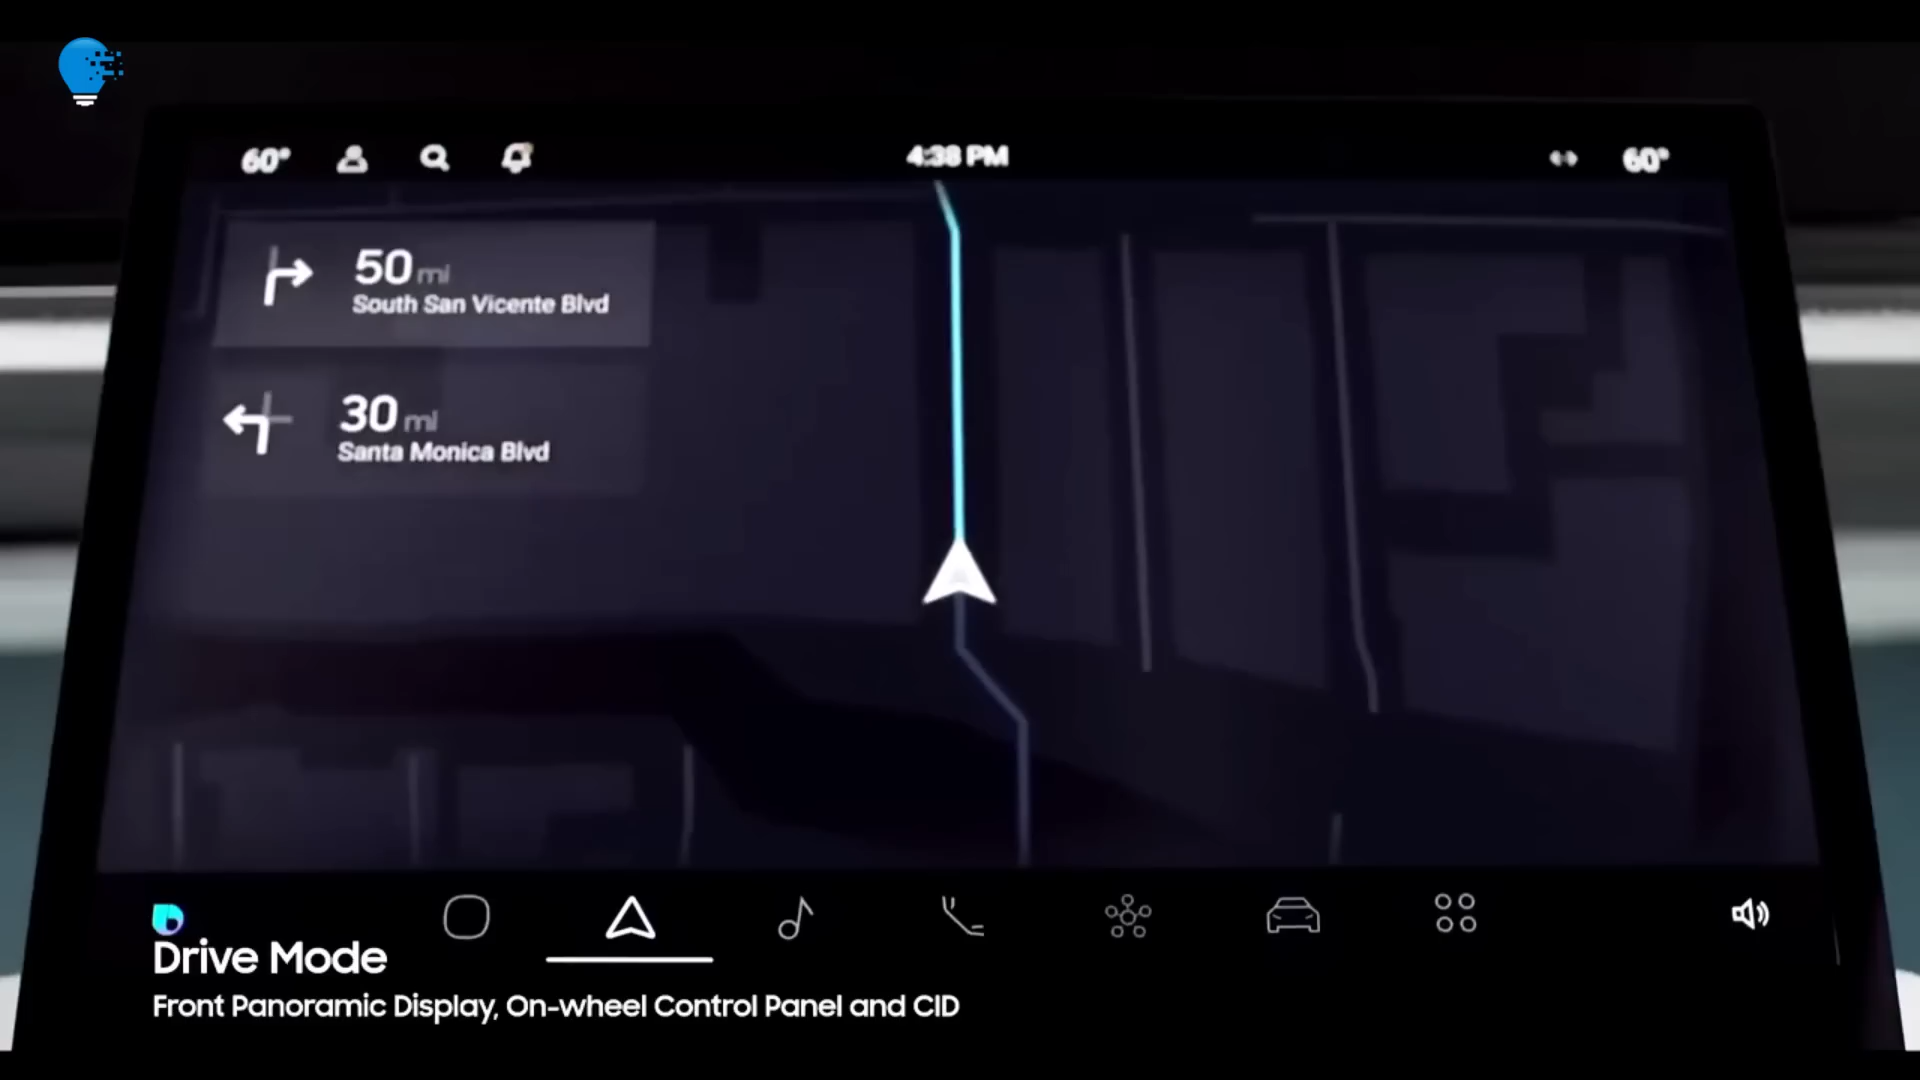 60°
4:38 PM
60°
50 mi
South San Vicente Blvd
30 mi
Santa Monica Blvd
Drive Mode
Front Panoramic Display, On-wheel Control Panel and CID